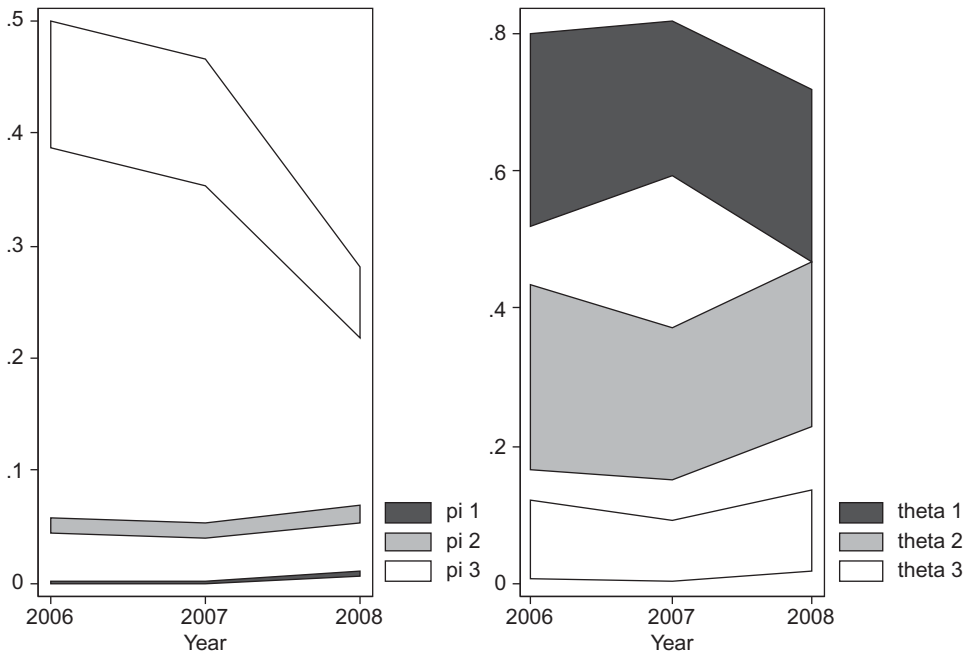 .5
.4
.3
.2
.1
0
2006 2007 2008
Year
pi 1
pi 2
pi 3
.8
.6
.4
.2
0
2006 2007 2008
Year
theta 1
theta 2
theta 3